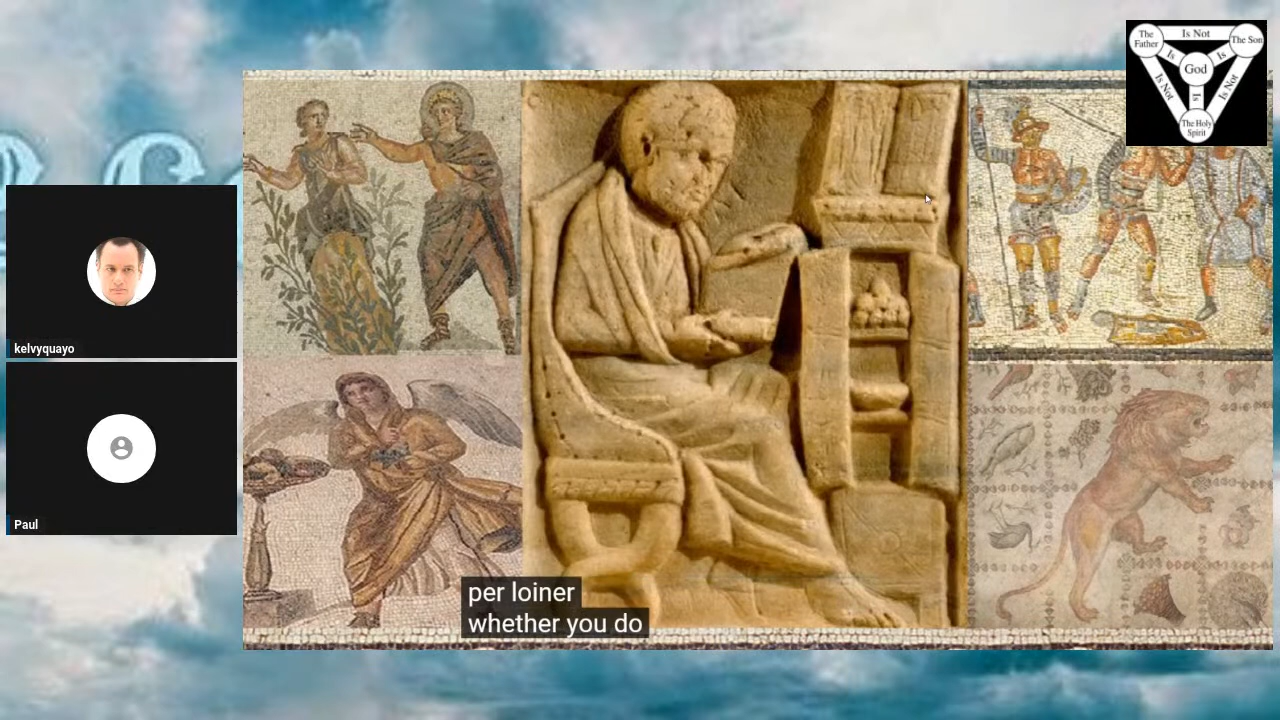 The
Father
Is Not
The Son
Is
Is
God
Is Not
Is
Is Not
The Holy
Spirit
kelvyquayo
Paul
per loiner
whether you do